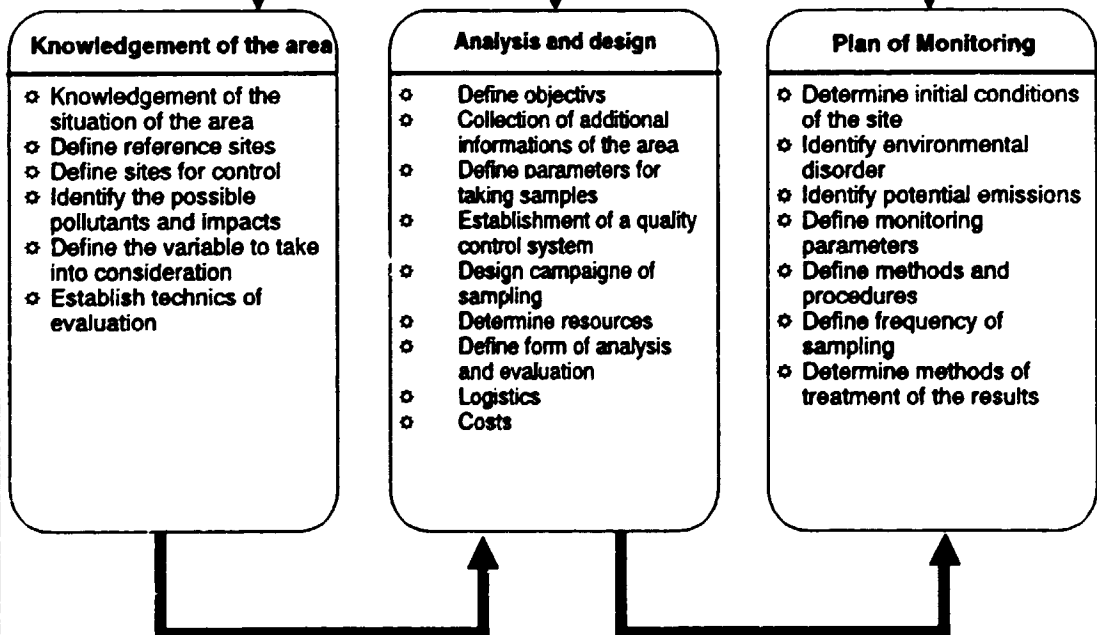 Knowledgement of the area
✡ Knowledgement of the
situation of the area
✡ Define reference sites
✡ Define sites for control
✡ Identify the possible
pollutants and impacts
✡ Define the variable to take
into consideration
✡ Establish technics of
evaluation
Analysis and design
✡ Define objectivs
✡ Collection of additional
informations of the area
✡ Define parameters for
taking samples
✡ Establishment of a quality
control system
✡ Design campaigne of
sampling
✡ Determine resources
✡ Define form of analysis
and evaluation
✡ Logistics
✡ Costs
Plan of Monitoring
✡ Determine initial conditions
of the site
✡ Identify environmental
disorder
✡ Identify potential emissions
✡ Define monitoring
parameters
✡ Define methods and
procedures
✡ Define frequency of
sampling
✡ Determine methods of
treatment of the results